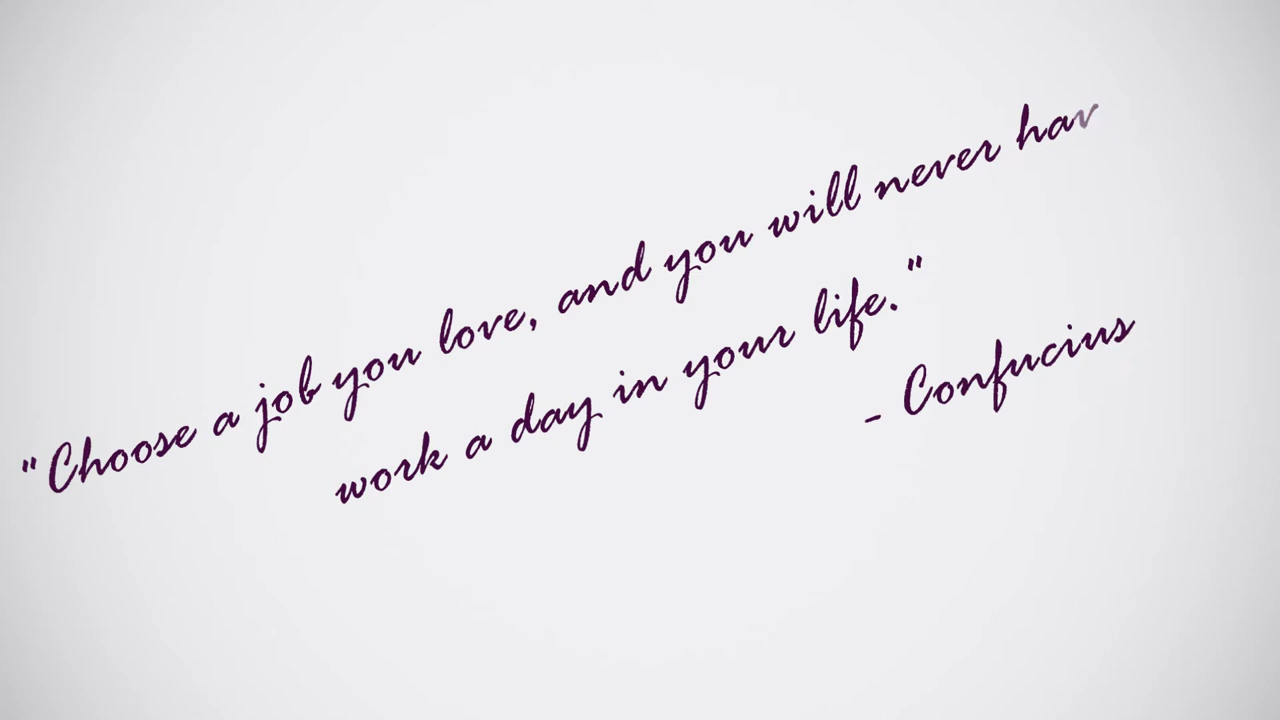 "Choose a job you love, and you will never hav
work a day in your life."
- Confucius